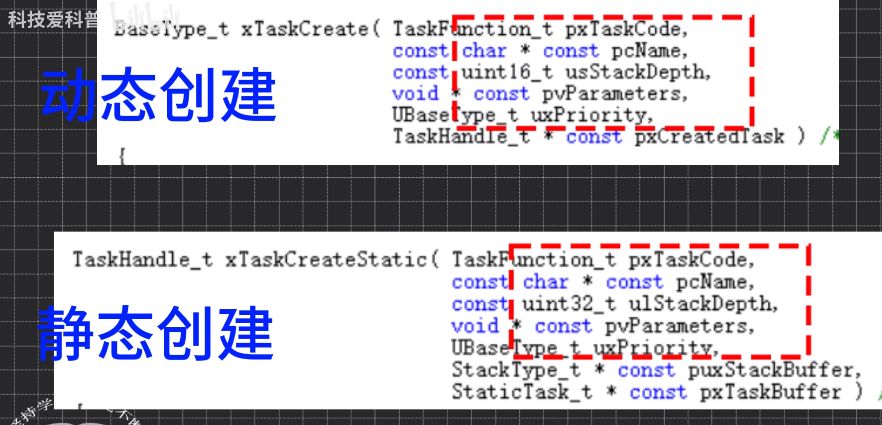 科技爱科普
BaseType_t xTaskCreate( TaskFunction_t pxTaskCode,
const char * const pcName,
const uint16_t usStackDepth,
void * const pvParameters,
UBaseType_t uxPriority,
TaskHandle_t * const pxCreatedTask ) /*
{
动态创建
TaskHandle_t xTaskCreateStatic( TaskFunction_t pxTaskCode,
const char * const pcName,
const uint32_t ulStackDepth,
void * const pvParameters,
UBaseType_t uxPriority,
StackType_t * const puxStackBuffer,
StaticTask_t * const pxTaskBuffer ) /
静态创建